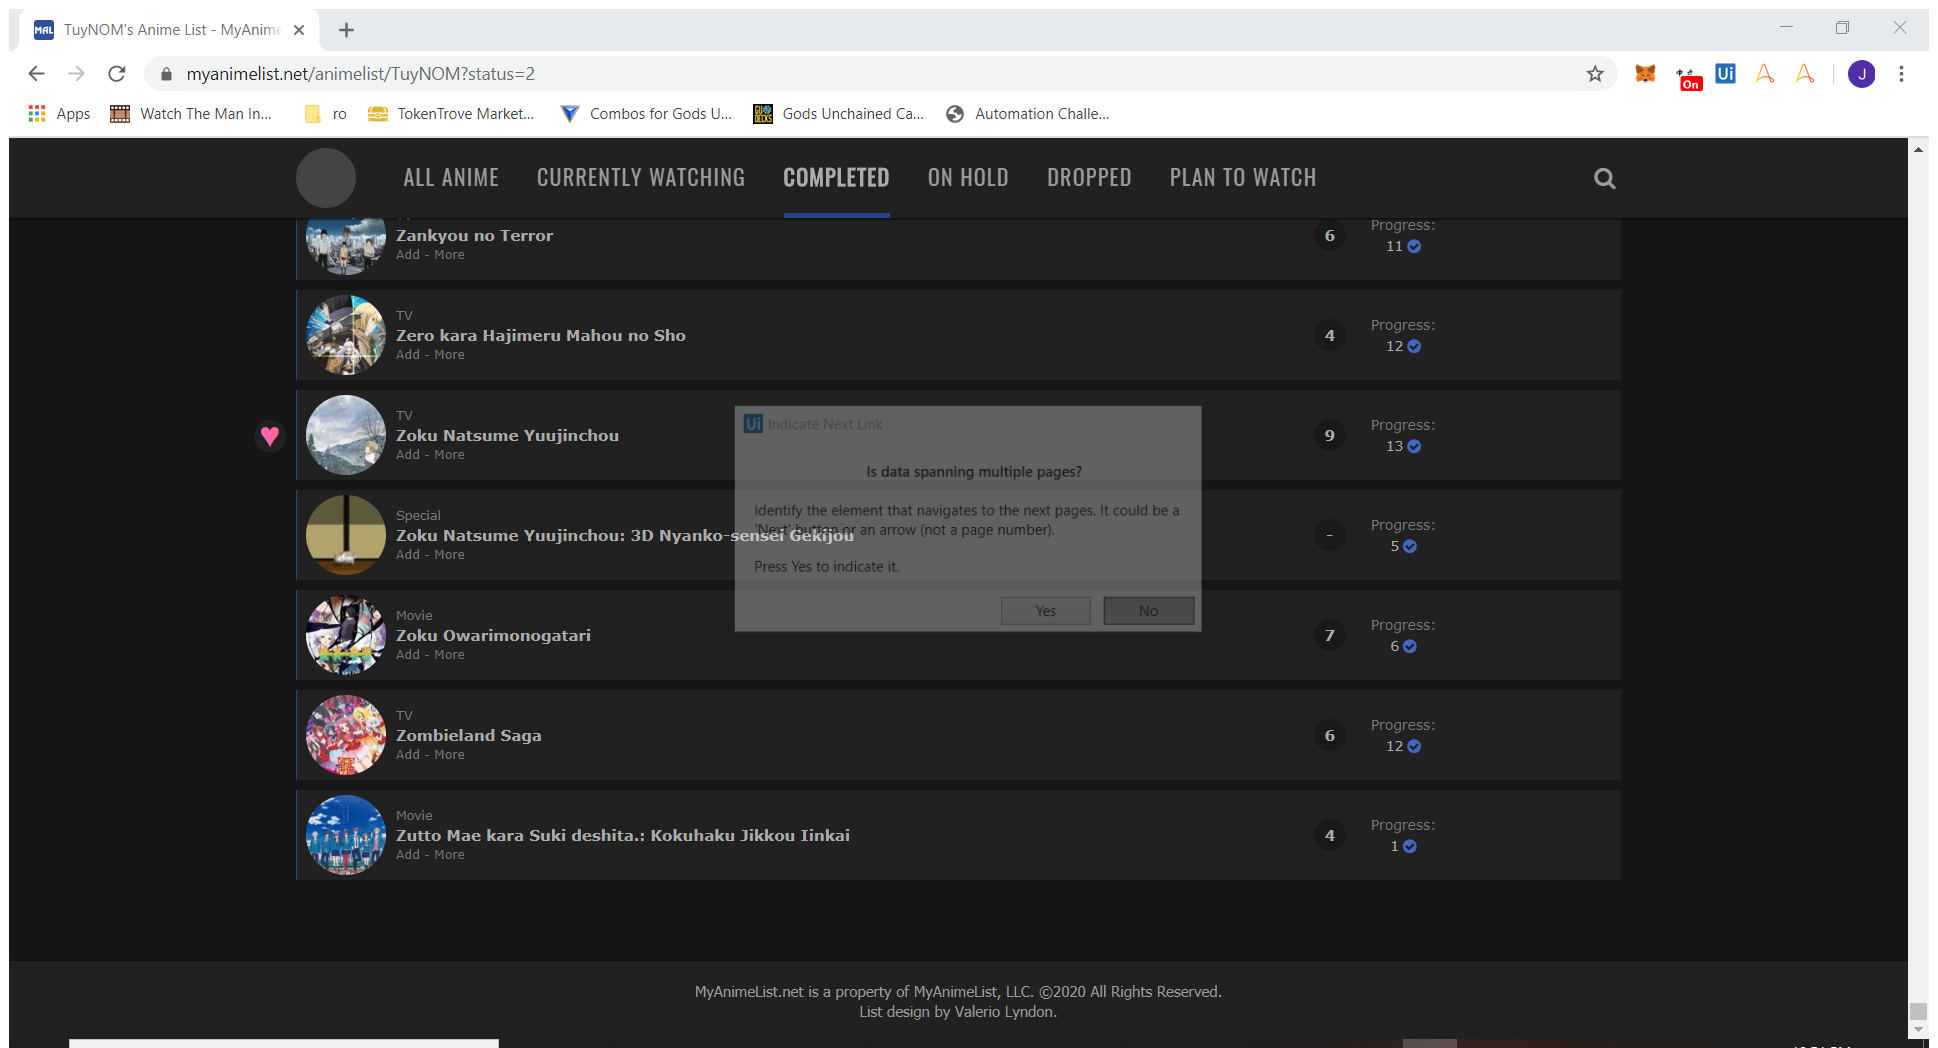 MAL TuyNOM's Anime List - MyAnime
myanimelist.net/animelist/TuyNOM?status=2
On
Ui
J
Apps
Watch The Man In...
ro
TokenTrove Market...
Combos for Gods U...
GU DECKS
Gods Unchained Ca...
Automation Challe...
ALL ANIME CURRENTLY WATCHING COMPLETED ON HOLD DROPPED PLAN TO WATCH
Zankyou no Terror
Add - More
6
Progress:
11
TV
Zero kara Hajimeru Mahou no Sho
Add - More
4
Progress:
12
TV
Zoku Natsume Yuujinchou
Add - More
9
Progress:
13
Special
Zoku Natsume Yuujinchou: 3D Nyanko-sensei Gekijou
Add - More
-
Progress:
5
Movie
Zoku Owarimonogatari
Add - More
7
Progress:
6
TV
Zombieland Saga
Add - More
6
Progress:
12
Movie
Zutto Mae kara Suki deshita.: Kokuhaku Jikkou Iinkai
Add - More
4
Progress:
1
Ui Indicate Next Link
Is data spanning multiple pages?
Identify the element that navigates to the next pages. It could be a
'Next' button or an arrow (not a page number).
Press Yes to indicate it.
Yes No
MyAnimeList.net is a property of MyAnimeList, LLC. ©2020 All Rights Reserved.
List design by Valerio Lyndon.